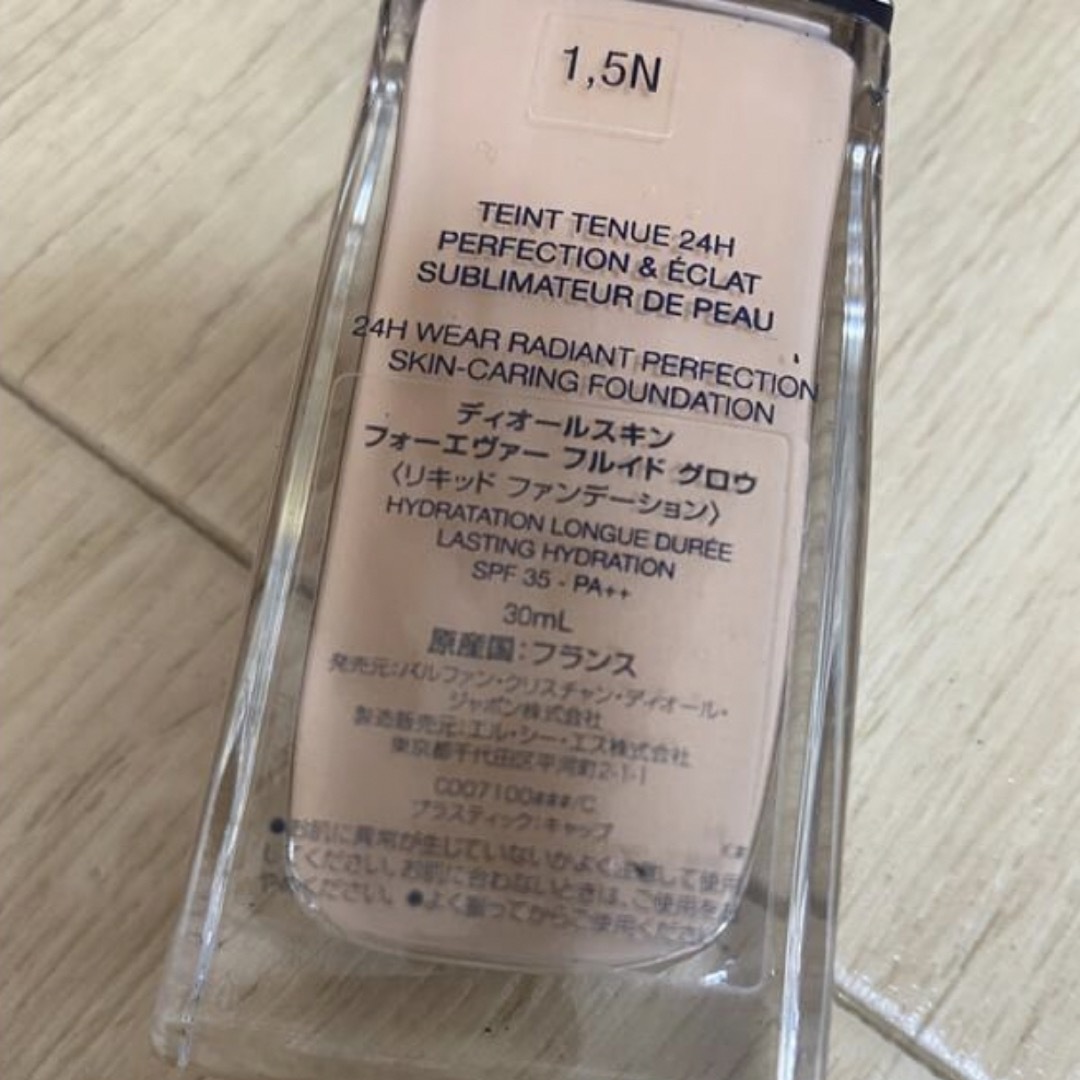 1,5N
TEINT TENUE 24H
PERFECTION & ÉCLAT
SUBLIMATEUR DE PEAU
24H WEAR RADIANT PERFECTION
SKIN-CARING FOUNDATION
ディオールスキン
フォーエヴァー フルイド グロウ
〈リキッド ファンデーション〉
HYDRATATION LONGUE DURÉE
LASTING HYDRATION
SPF 35 - PA++
30mL
原産国:フランス
発売元:パルファン・クリスチャン・ディオール・
ジャポン株式会社
製造販売元:エル・シー・エス株式会社
東京都千代田区平河町2-1-1
C007100###/C
プラスティック:キャップ
●お肌に異常が生じていないかよく注意して使用
してください。お肌に合わないときは、ご使用を
ください。●よく振ってからご使用くださ